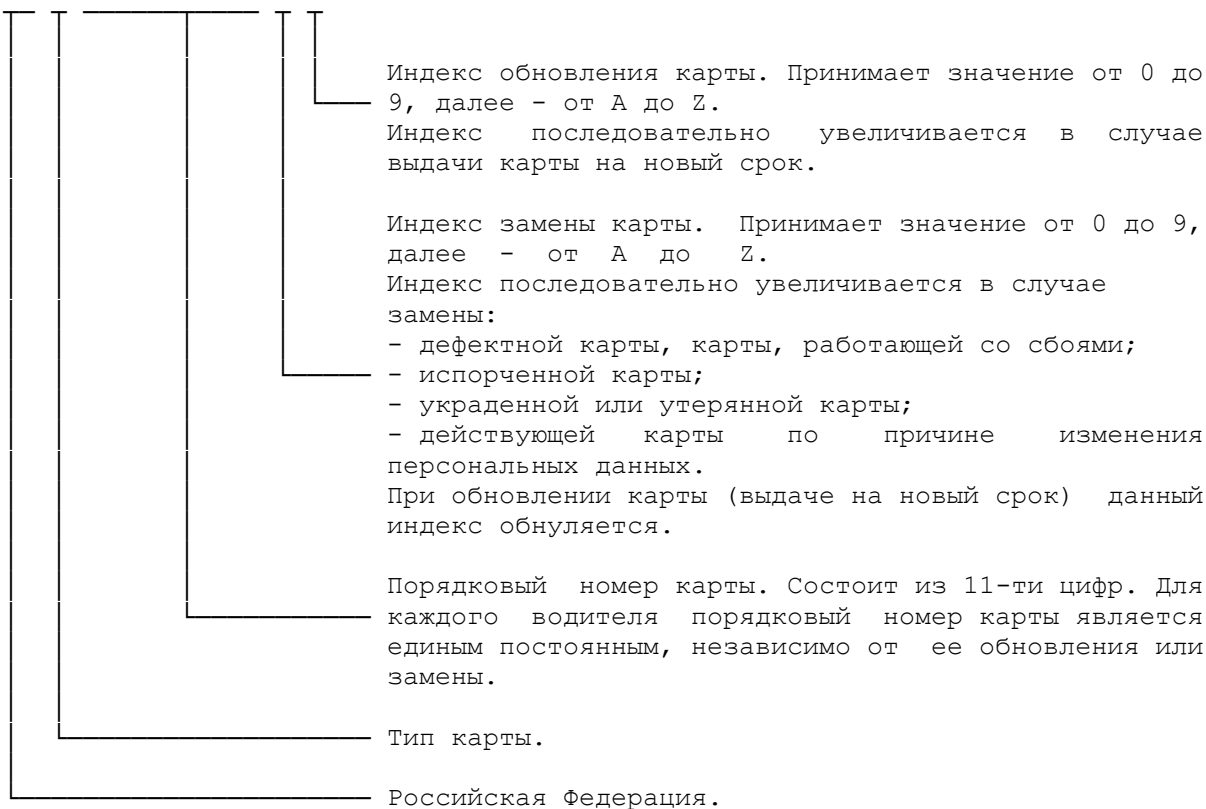 Индекс обновления карты. Принимает значение от 0 до
9, далее - от A до Z.
Индекс последовательно увеличивается в случае
выдачи карты на новый срок.
Индекс замены карты. Принимает значение от 0 до 9,
далее - от A до Z.
Индекс последовательно увеличивается в случае
замены:
- дефектной карты, карты, работающей со сбоями;
- испорченной карты;
- украденной или утерянной карты;
- действующей карты по причине изменения
персональных данных.
При обновлении карты (выдаче на новый срок) данный
индекс обнуляется.
Порядковый номер карты. Состоит из 11-ти цифр. Для
каждого водителя порядковый номер карты является
единым постоянным, независимо от ее обновления или
замены.
Тип карты.
Российская Федерация.